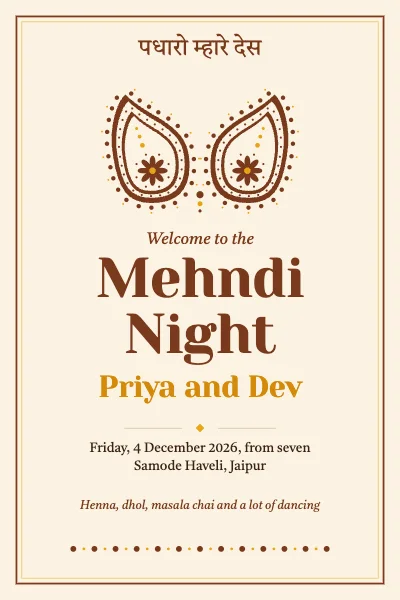 पधारो म्हारे देस
Welcome to the
Mehndi
Night
Priya and Dev
Friday, 4 December 2026, from seven
Samode Haveli, Jaipur
Henna, dhol, masala chai and a lot of dancing